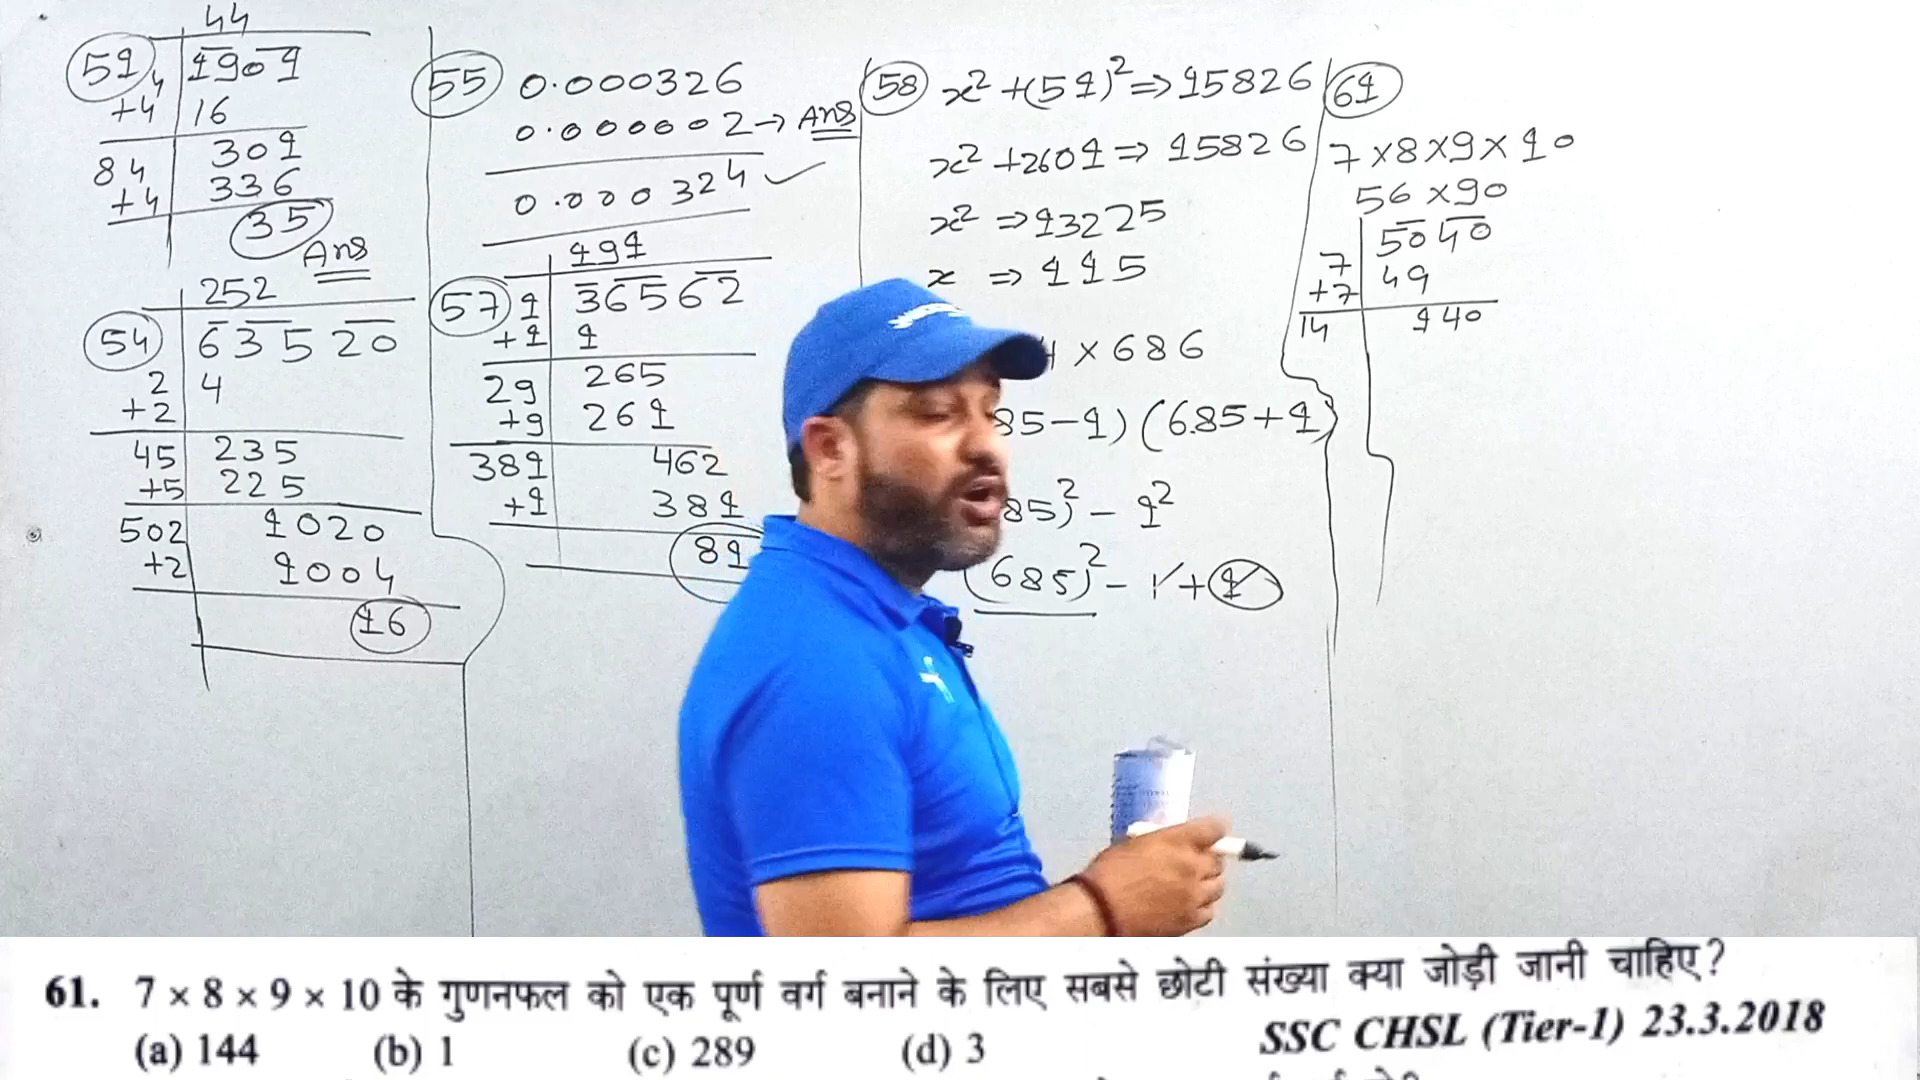 44
51 4 1901
+4 16
84 301
+4 336
35
Ans
252
54 63520
2 4
+2
45 235
+5 225
502 1020
+2 1004
16
55 0.000326
0.000002 → Ans
0.000324
191
57 1 36562
+1 1
29 265
+9 261
381 462
+1 381
81
58 x² + (51)² ⇒ 15826
x² + 2601 ⇒ 15826
x² ⇒ 13225
x ⇒ 115
× 686
85-1) (685+1)
85)² - 1²
(685)² - 1 + 1
61
7 × 8 × 9 × 10
56 × 90
7 5040
+7 49
14 140
61. 7 × 8 × 9 × 10 के गुणनफल को एक पूर्ण वर्ग बनाने के लिए सबसे छोटी संख्या क्या जोड़ी जानी चाहिए?
SSC CHSL (Tier-1) 23.3.2018
(a) 144 (b) 1 (c) 289 (d) 3